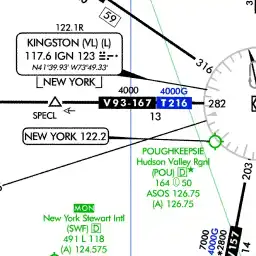 122.1R
59
KINGSTON (VL) (L)
117.6 IGN 123
N41°39.93' W73°49.33'
NEW YORK
316
4000 4000G
V93-167 T216 282
SPECL
13
NEW YORK 122.2
POUGHKEEPSIE
Hudson Valley Rgnl
(POU) D*
164 L 50
ASOS 126.75
(A) 126.75
MON
New York Stewart Intl
(SWF) D
491 L 118
(A) 124.575
203
7000
4000G
*2800
V157